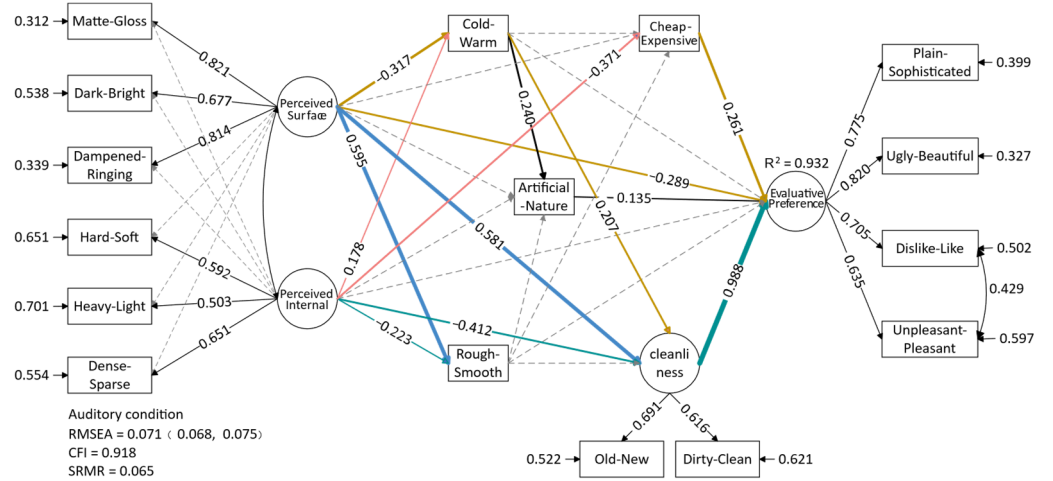 0.312
Matte-Gloss
0.538
Dark-Bright
0.339
Dampened-
Ringing
0.651
Hard-Soft
0.701
Heavy-Light
0.554
Dense-
Sparse
0.821
0.677
0.814
0.592
0.503
0.651
Perceived
Surface
Perceived
Internal
-0.317
0.595
0.178
-0.223
-0.412
0.581
Cold-
Warm
0.240
Artificial
-Nature
Rough-
Smooth
-0.371
Cheap-
Expensive
-0.289
-0.135
0.207
0.261
0.988
cleanli
ness
0.691
0.616
0.522
Old-New
Dirty-Clean
0.621
R² = 0.932
Evaluative
Preference
0.775
0.820
0.705
0.635
Plain-
Sophisticated
0.399
Ugly-Beautiful
0.327
Dislike-Like
0.502
0.429
Unpleasant-
Pleasant
0.597
Auditory condition
RMSEA = 0.071（0.068, 0.075）
CFI = 0.918
SRMR = 0.065